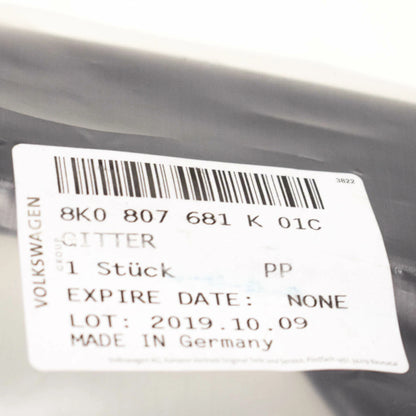 3822
8K0 807 681 K 01C
GITTER
1 Stück PP
EXPIRE DATE: NONE
LOT: 2019.10.09
MADE IN Germany
VOLKSWAGEN
GROUP